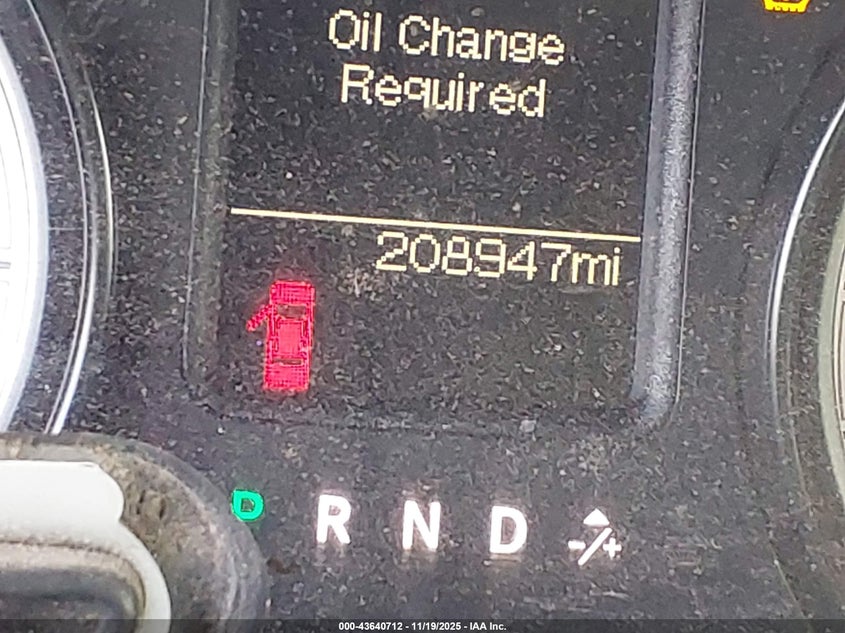 Oil Change
Required
208947mi
P R N D -/+
000-43640712 - 11/19/2025 - IAA Inc.